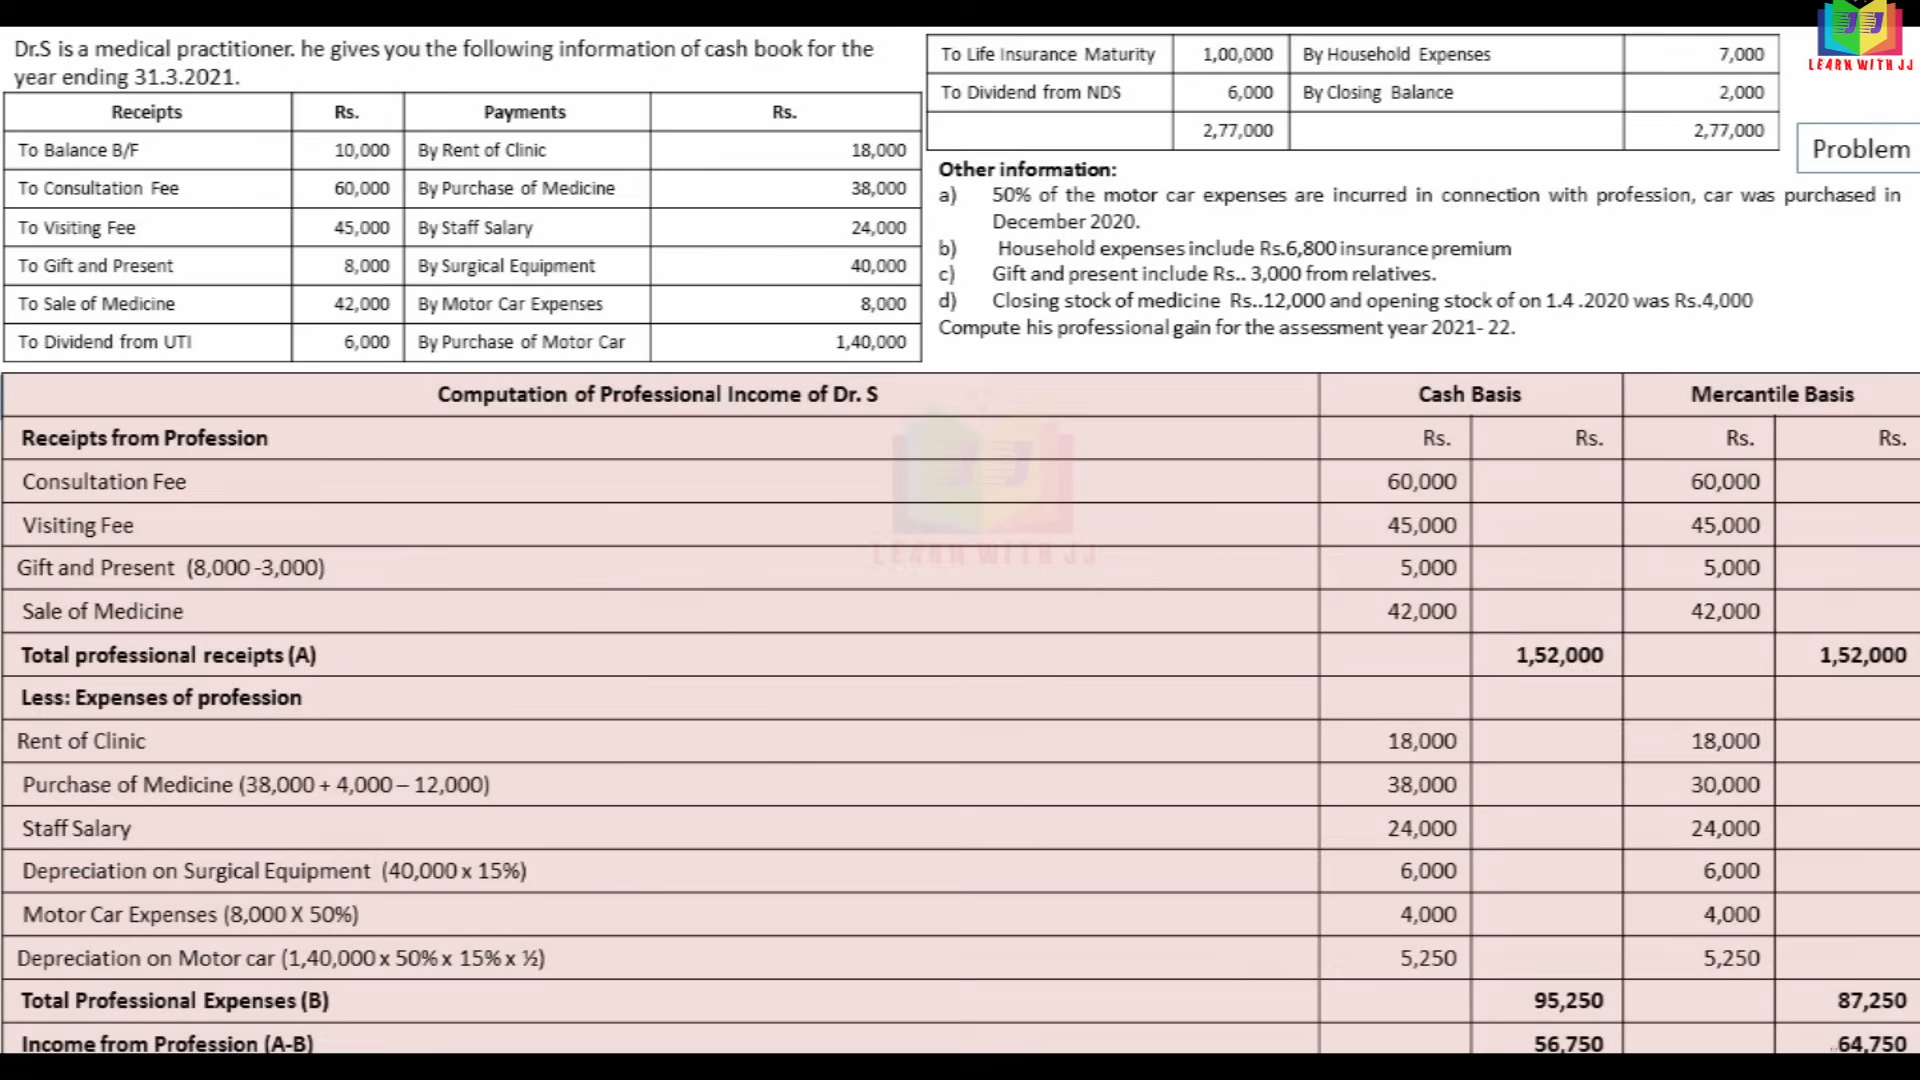 Dr.S is a medical practitioner. he gives you the following information of cash book for the
year ending 31.3.2021.
Receipts Rs. Payments Rs.
To Balance B/F 10,000 By Rent of Clinic 18,000
To Consultation Fee 60,000 By Purchase of Medicine 38,000
To Visiting Fee 45,000 By Staff Salary 24,000
To Gift and Present 8,000 By Surgical Equipment 40,000
To Sale of Medicine 42,000 By Motor Car Expenses 8,000
To Dividend from UTI 6,000 By Purchase of Motor Car 1,40,000
To Life Insurance Maturity 1,00,000 By Household Expenses 7,000
To Dividend from NDS 6,000 By Closing Balance 2,000
2,77,000 2,77,000
LEARN WITH JJ
Problem
Other information:
a) 50% of the motor car expenses are incurred in connection with profession, car was purchased in
December 2020.
b) Household expenses include Rs.6,800 insurance premium
c) Gift and present include Rs.. 3,000 from relatives.
d) Closing stock of medicine Rs..12,000 and opening stock of on 1.4 .2020 was Rs.4,000
Compute his professional gain for the assessment year 2021- 22.
Computation of Professional Income of Dr. S Cash Basis Mercantile Basis
Receipts from Profession Rs. Rs. Rs. Rs.
Consultation Fee 60,000 60,000
Visiting Fee 45,000 45,000
LEARN WITH JJ
Gift and Present (8,000 -3,000) 5,000 5,000
Sale of Medicine 42,000 42,000
Total professional receipts (A) 1,52,000 1,52,000
Less: Expenses of profession
Rent of Clinic 18,000 18,000
Purchase of Medicine (38,000 + 4,000 – 12,000) 38,000 30,000
Staff Salary 24,000 24,000
Depreciation on Surgical Equipment (40,000 x 15%) 6,000 6,000
Motor Car Expenses (8,000 X 50%) 4,000 4,000
Depreciation on Motor car (1,40,000 x 50% x 15% x ½) 5,250 5,250
Total Professional Expenses (B) 95,250 87,250
Income from Profession (A-B) 56,750 64,750